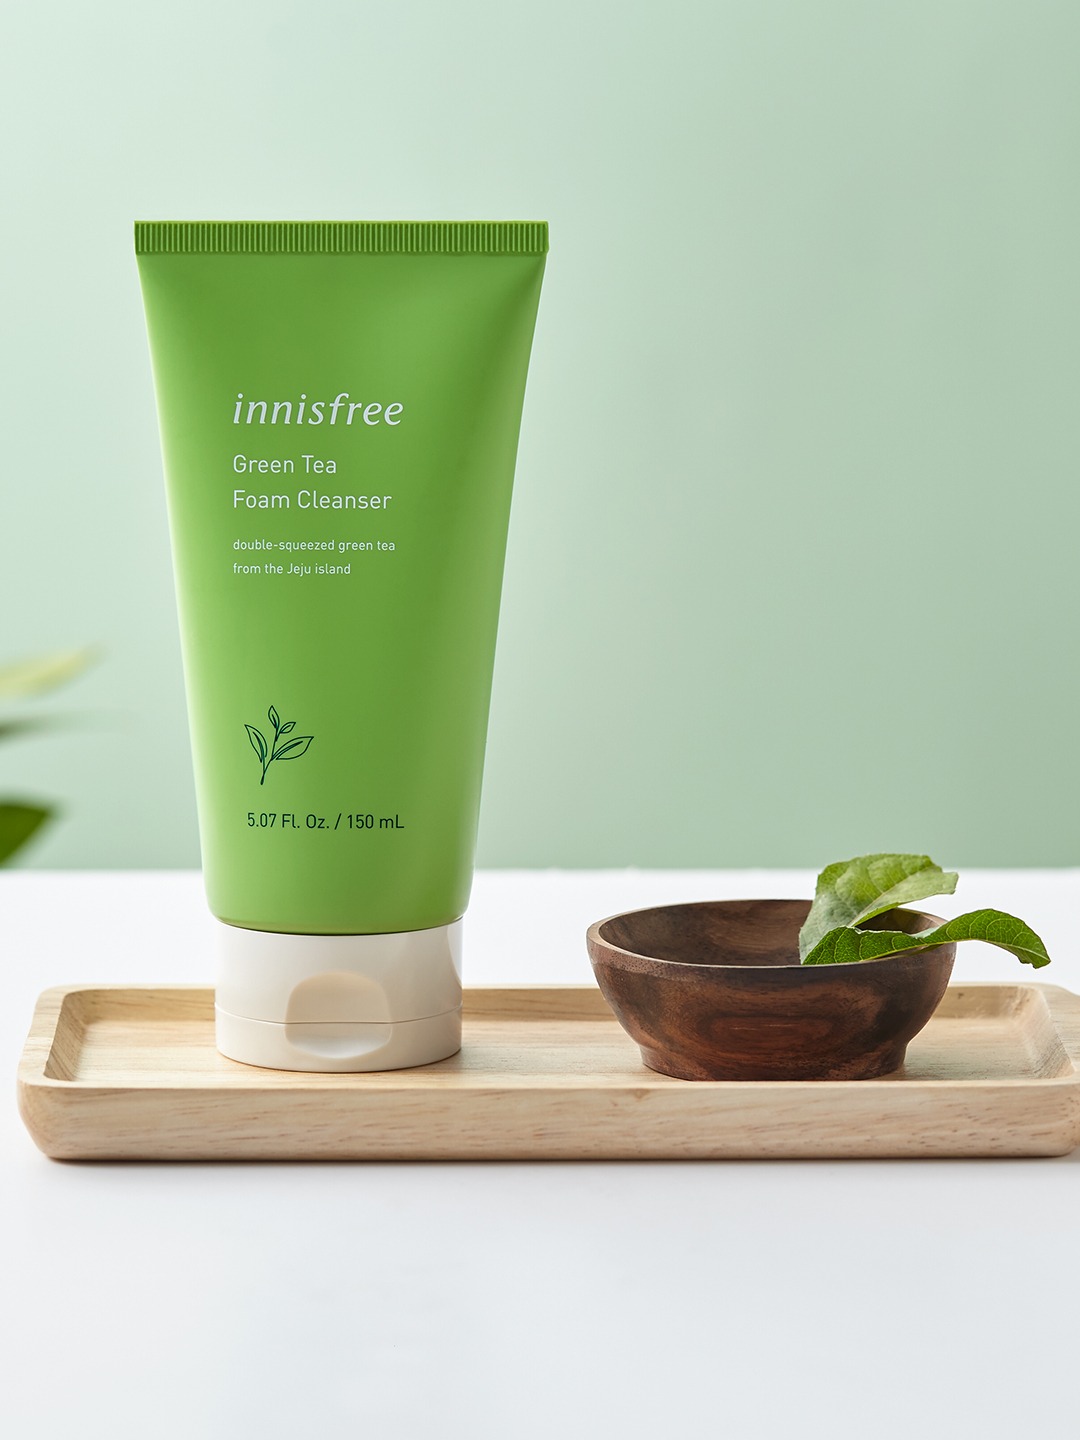 innisfree
Green Tea
Foam Cleanser
double-squeezed green tea
from the Jeju island
5.07 Fl. Oz. / 150 mL